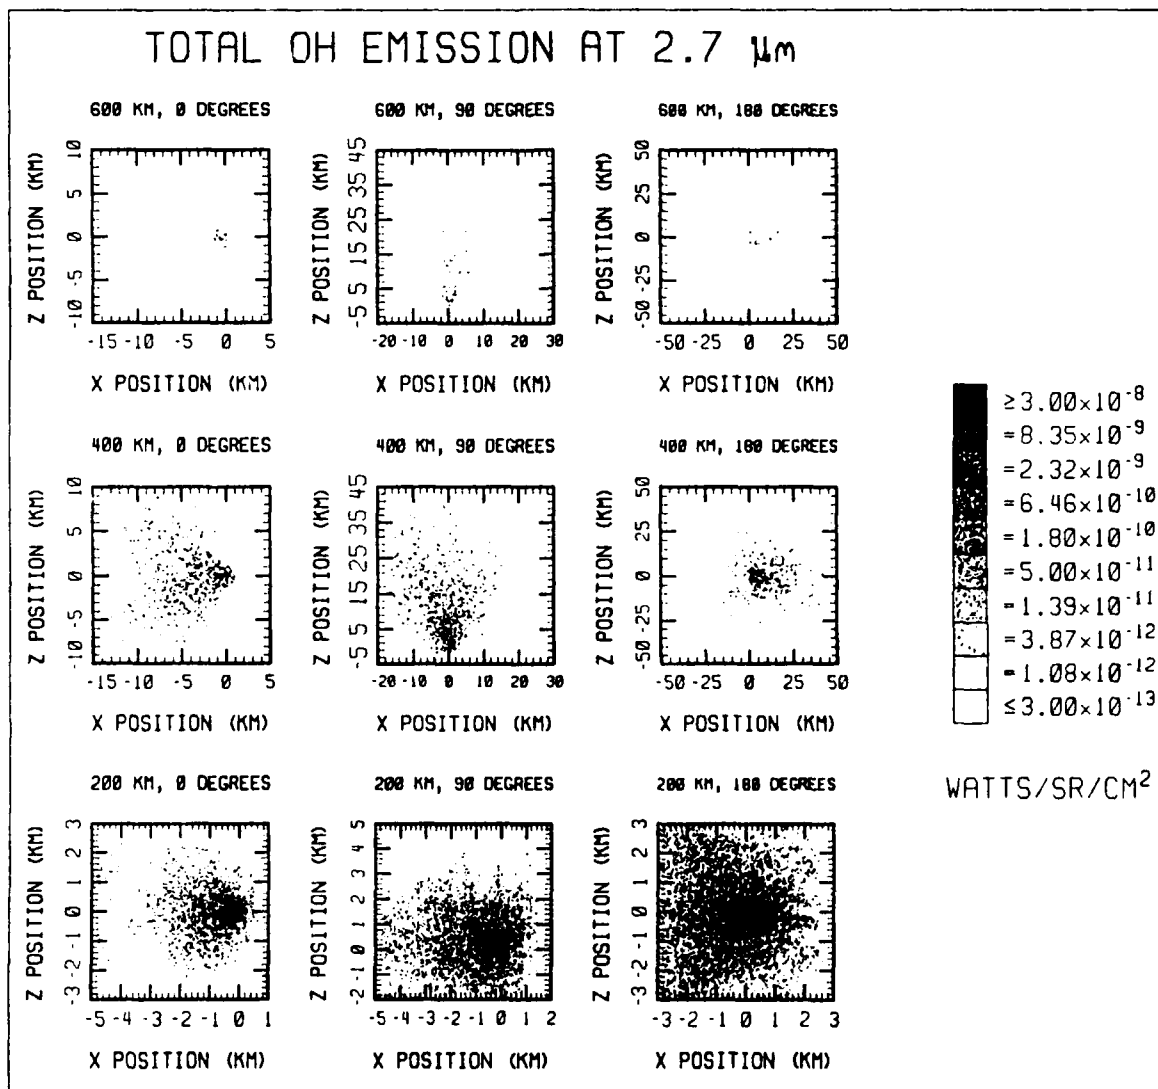 TOTAL OH EMISSION AT 2.7 μm
600 KM, 0 DEGREES
600 KM, 90 DEGREES
600 KM, 180 DEGREES
Z POSITION (KM)
10
5
0
-5
-10
-15 -10 -5 0 5
X POSITION (KM)
Z POSITION (KM)
45
35
25
15
5
-5
-20 -10 0 10 20 30
X POSITION (KM)
Z POSITION (KM)
50
25
0
-25
-50
-50 -25 0 25 50
X POSITION (KM)
400 KM, 0 DEGREES
400 KM, 90 DEGREES
400 KM, 180 DEGREES
Z POSITION (KM)
10
5
0
-5
-10
-15 -10 -5 0 5
X POSITION (KM)
Z POSITION (KM)
45
35
25
15
5
-5
-20 -10 0 10 20 30
X POSITION (KM)
Z POSITION (KM)
50
25
0
-25
-50
-50 -25 0 25 50
X POSITION (KM)
200 KM, 0 DEGREES
200 KM, 90 DEGREES
200 KM, 180 DEGREES
Z POSITION (KM)
3
2
1
0
-1
-2
-3
-5 -4 -3 -2 -1 0 1
X POSITION (KM)
Z POSITION (KM)
5
4
3
2
1
0
-1
-2
-5 -4 -3 -2 -1 0 1 2
X POSITION (KM)
Z POSITION (KM)
3
2
1
0
-1
-2
-3
-3 -2 -1 0 1 2 3
X POSITION (KM)
≥3.00×10⁻⁸
=8.35×10⁻⁹
=2.32×10⁻⁹
=6.46×10⁻¹⁰
=1.80×10⁻¹⁰
=5.00×10⁻¹¹
=1.39×10⁻¹¹
=3.87×10⁻¹²
=1.08×10⁻¹²
≤3.00×10⁻¹³
WATTS/SR/CM²